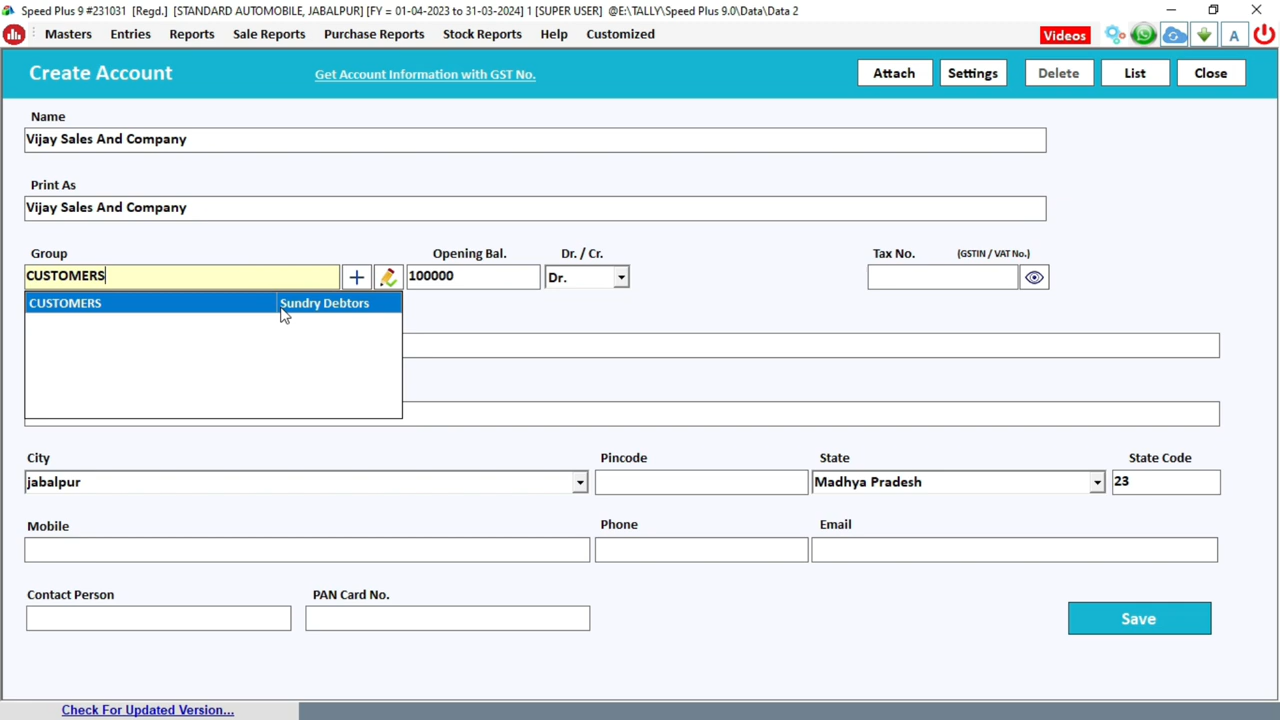 Speed Plus 9 #231031 [Regd.] [STANDARD AUTOMOBILE, JABALPUR] [FY = 01-04-2023 to 31-03-2024] 1 [SUPER USER] @E:\TALLY\Speed Plus 9.0\Data\Data 2
Masters Entries Reports Sale Reports Purchase Reports Stock Reports Help Customized Videos A
Create Account Get Account Information with GST No. Attach Settings Delete List Close
Name
Vijay Sales And Company
Print As
Vijay Sales And Company
Group Opening Bal. Dr. / Cr. Tax No. (GSTIN / VAT No.)
CUSTOMERS 100000 Dr.
CUSTOMERS Sundry Debtors
City Pincode State State Code
jabalpur Madhya Pradesh 23
Mobile Phone Email
Contact Person PAN Card No.
Save
Check For Updated Version...